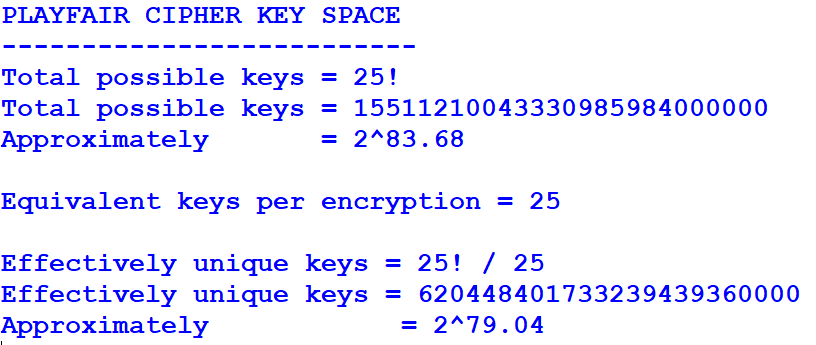 PLAYFAIR CIPHER KEY SPACE
--------------------------
Total possible keys = 25!
Total possible keys = 15511210043330985984000000
Approximately       = 2^83.68
Equivalent keys per encryption = 25
Effectively unique keys = 25! / 25
Effectively unique keys = 620448401733239439360000
Approximately            = 2^79.04